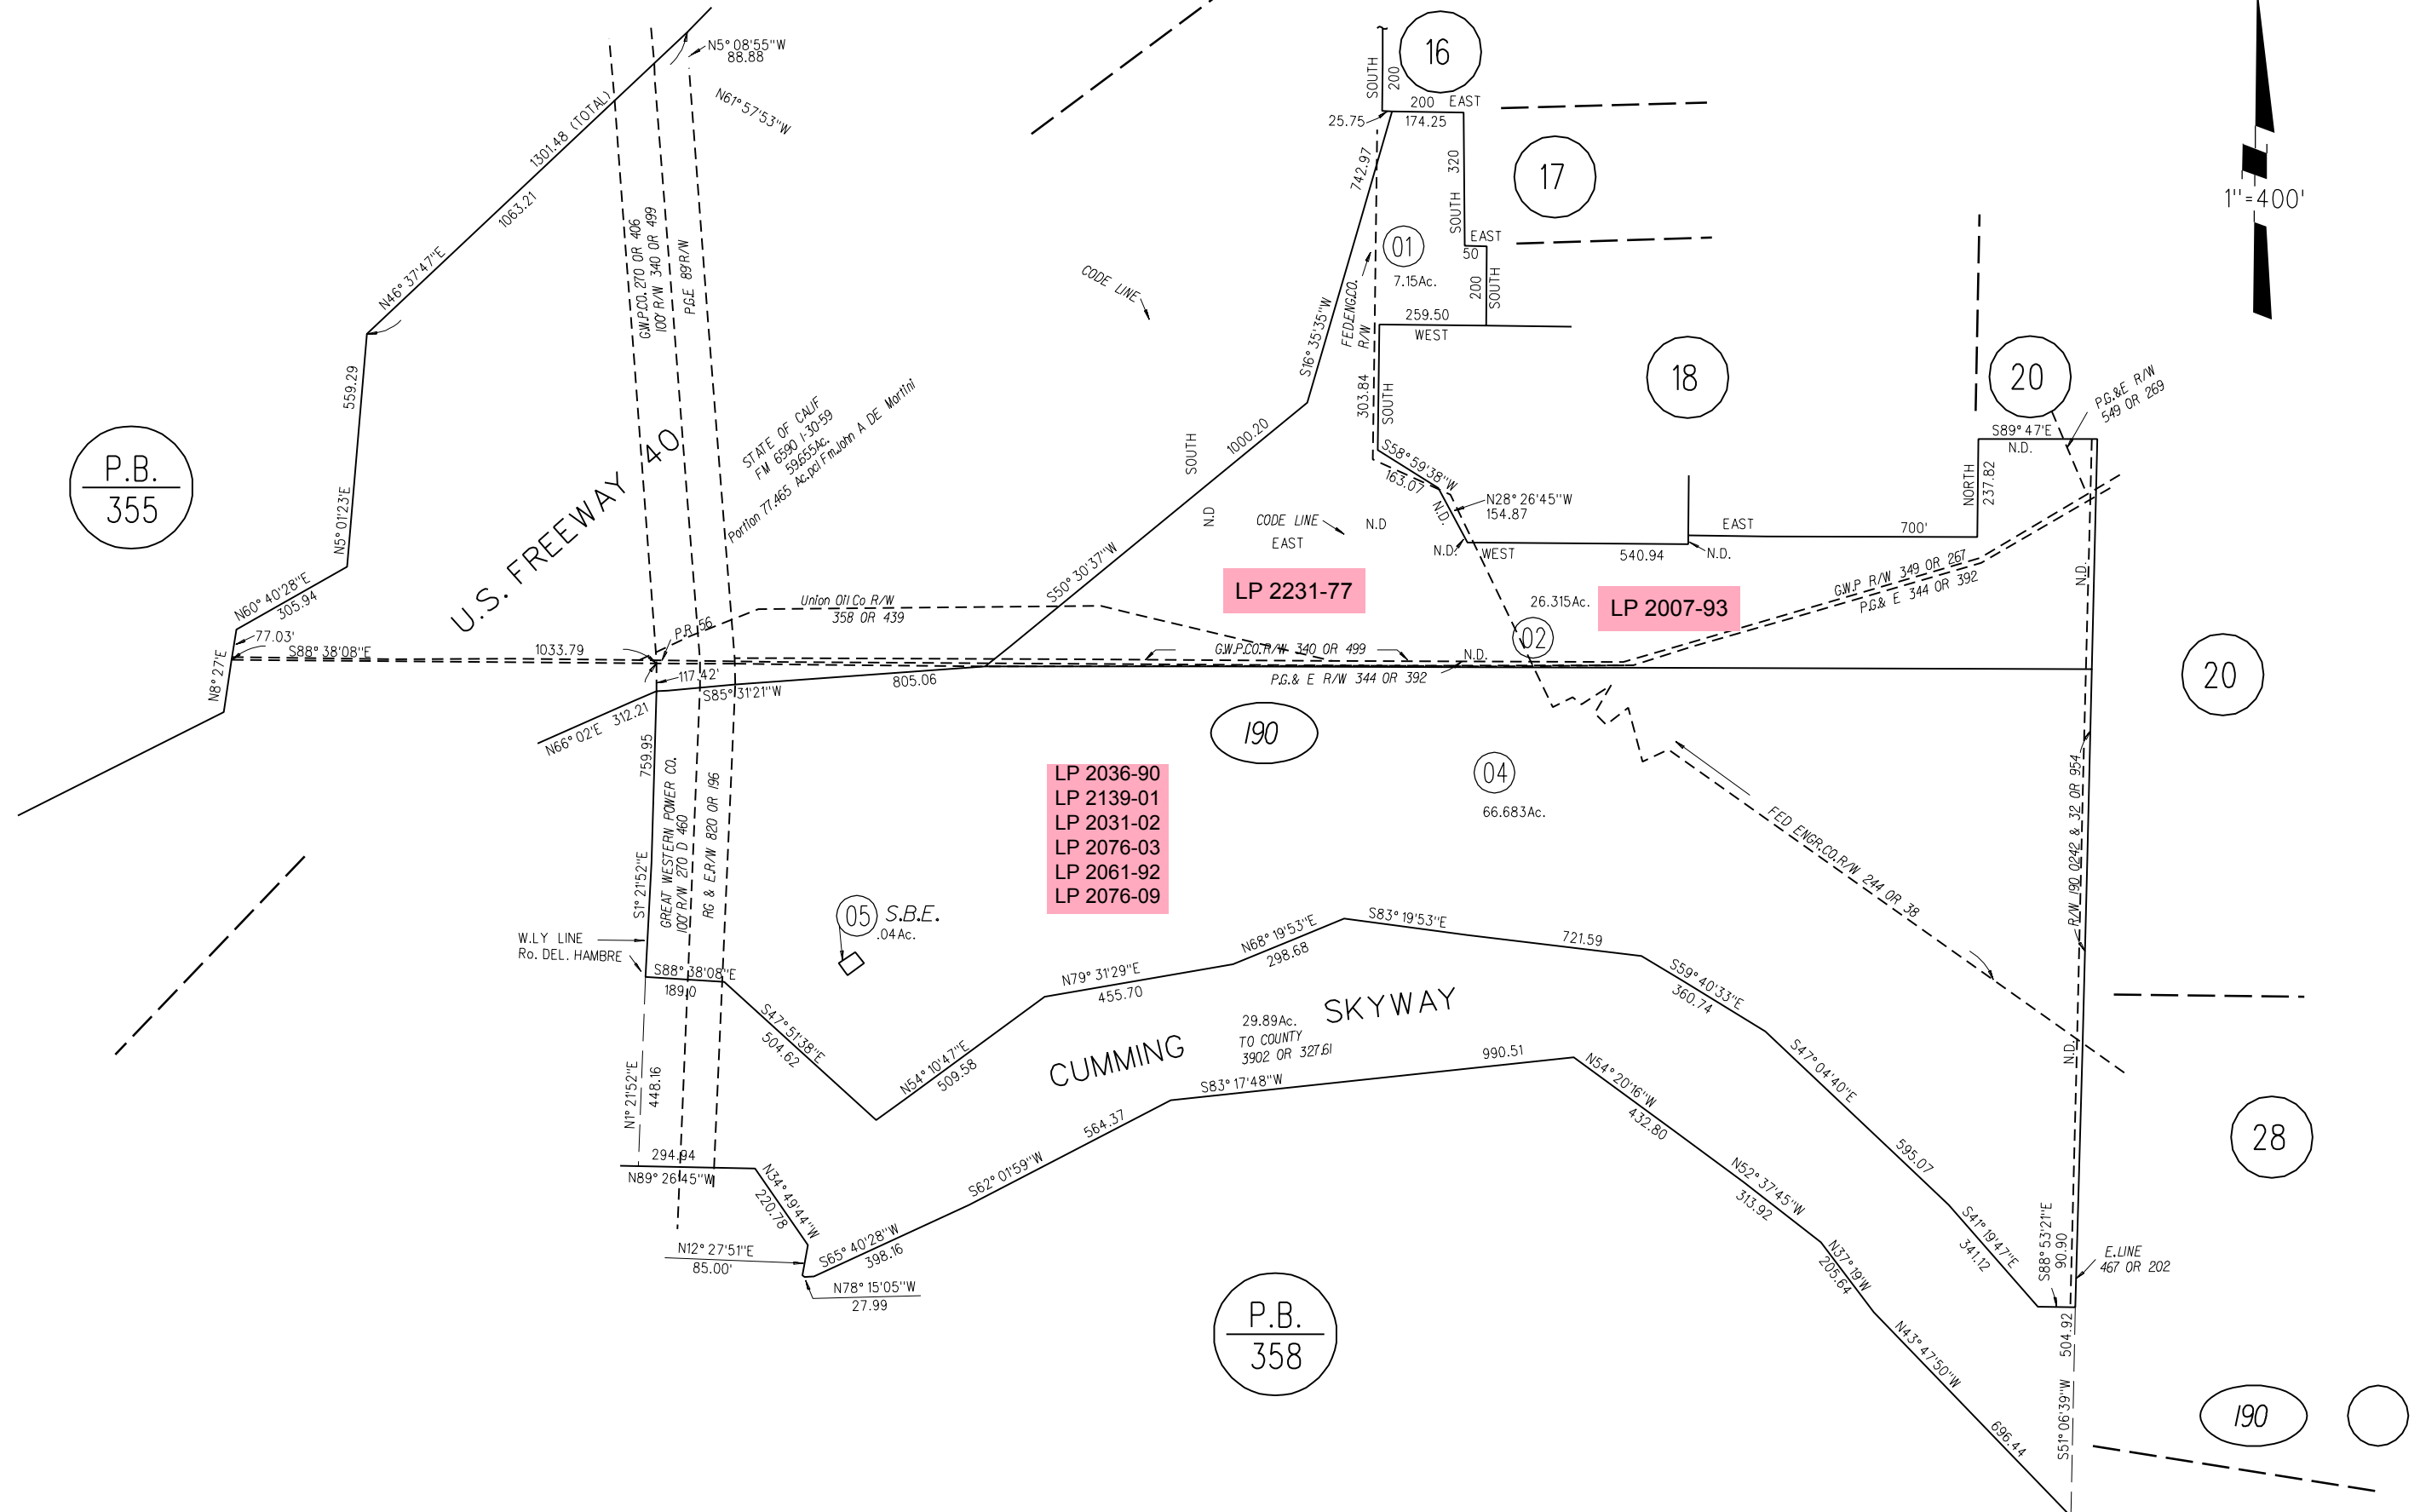 N5° 08'55"W
88.88
N61° 57'53"W
1301.48 (TOTAL)
1063.21
N46° 37'47"E
559.29
N5° 01'23"E
N60° 40'28"E
305.94
77.03'
N8° 27'E
S88° 38'08"E
1033.79
P.B.
355
U.S. FREEWAY 40
G.W.P.CO. 270 OR 406
100' R/W 340 OR 499
P.G.E 89'R/W
STATE OF CALIF
FM 6590 1-30-59
59.655Ac.
Portion 77.465 Ac.pcl Fm.John A DE Martini
CODE LINE
16
SOUTH
200
200 EAST
25.75
174.25
742.97
320
SOUTH
17
01
7.15Ac.
EAST
50
200
SOUTH
FED.ENG.CO.
R/W
259.50
WEST
S16° 35'35"W
303.84
SOUTH
18
20
P.G.&E R/W
549 OR 269
S89° 47'E
N.D.
NORTH
237.82
1"=400'
1000.20
SOUTH
N.D
S58° 59'38"W
163.07
N.D.
N28° 26'45"W
154.87
CODE LINE
EAST
N.D
N.D.
WEST
540.94
N.D.
EAST
700'
N.D.
S50° 30'37"W
LP 2231-77
26.315Ac.
LP 2007-93
02
G.W.P R/W 349 OR 267
P.G.& E 344 OR 392
Union Oil Co R/W
358 OR 439
P.R. 56
G.W.P.CO.R/W 340 OR 499
N.D.
P.G.& E R/W 344 OR 392
117.42'
S85° 31'21"W
805.06
N66° 02'E 312.21
190
20
759.95
S1° 21'52"E
GREAT WESTERN POWER CO.
100' R/W 270 D 460
RG & E.R/W 820 OR 196
LP 2036-90
LP 2139-01
LP 2031-02
LP 2076-03
LP 2061-92
LP 2076-09
04
66.683Ac.
FED ENGR.CO.R/W 244 OR 38
R/W 190 0242 & 32 OR 954
05 S.B.E.
.04Ac.
W.LY LINE
Ro. DEL. HAMBRE
S88° 38'08"E
189.0
S47° 51'38"E
504.62
N54° 10'47"E
509.58
N79° 31'29"E
455.70
N68° 19'53"E
298.68
S83° 19'53"E
721.59
S59° 40'33"E
360.74
S47° 04'40"E
595.07
S41° 19'47"E
341.12
S88° 53'21"E
90.90
N.D.
CUMMING SKYWAY
29.89Ac.
TO COUNTY
3902 OR 327.61
N1° 21'52"E
448.16
294.94
N89° 26'45"W
N34° 49'44"W
220.78
N12° 27'51"E
85.00'
N78° 15'05"W
27.99
S65° 40'28"W
398.16
S62° 01'59"W
564.37
S83° 17'48"W
990.51
N54° 20'16"W
432.80
N52° 37'45"W
313.92
N37° 19'W
205.64
N43° 47'50"W
696.44
28
E.LINE
467 OR 202
504.92
S51° 06'39"W
P.B.
358
190